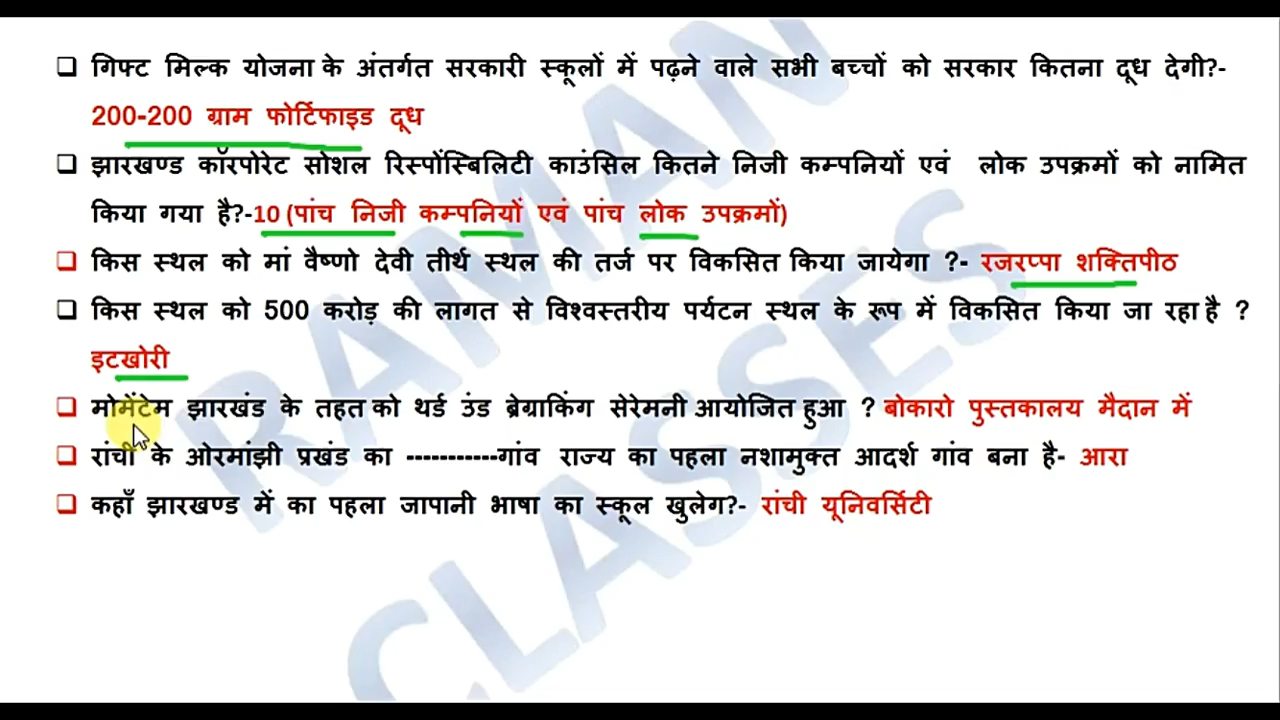 गिफ्ट मिल्क योजना के अंतर्गत सरकारी स्कूलों में पढ़ने वाले सभी बच्चों को सरकार कितना दूध देगी?-
200-200 ग्राम फोर्टिफाइड दूध
झारखण्ड कॉरपोरेट सोशल रिस्पोंस्बिलिटी काउंसिल कितने निजी कम्पनियों एवं लोक उपक्रमों को नामित
किया गया है?-10 (पांच निजी कम्पनियों एवं पांच लोक उपक्रमों)
किस स्थल को मां वैष्णो देवी तीर्थ स्थल की तर्ज पर विकसित किया जायेगा ?- रजरप्पा शक्तिपीठ
किस स्थल को 500 करोड़ की लागत से विश्वस्तरीय पर्यटन स्थल के रूप में विकसित किया जा रहा है ?
इटखोरी
मोमेंटेम झारखंड के तहत को थर्ड उंड ब्रेग्राकिंग सेरेमनी आयोजित हुआ ? बोकारो पुस्तकालय मैदान में
रांची के ओरमांझी प्रखंड का -----------गांव राज्य का पहला नशामुक्त आदर्श गांव बना है- आरा
कहाँ झारखण्ड में का पहला जापानी भाषा का स्कूल खुलेग?- रांची यूनिवर्सिटी
RAMAN
CLASSES